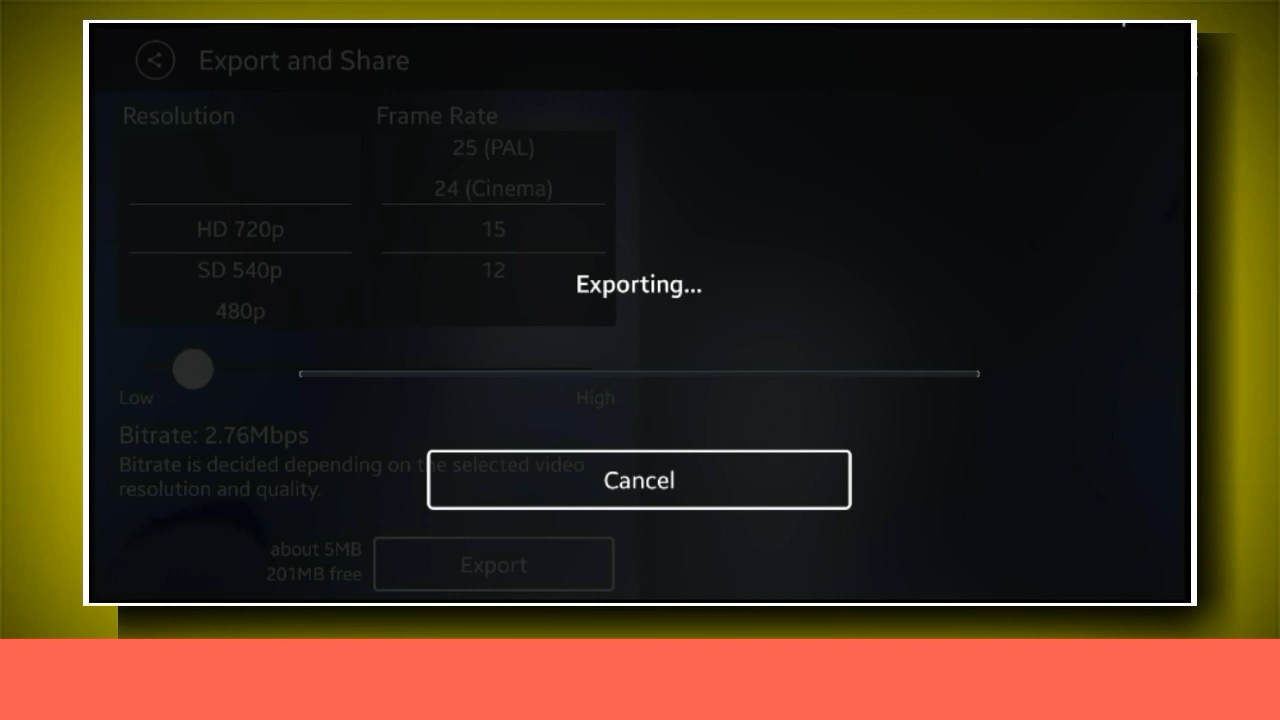 Export and Share
Resolution
Frame Rate
25 (PAL)
24 (Cinema)
HD 720p
15
SD 540p
12
480p
Exporting...
Low
High
Bitrate: 2.76Mbps
Bitrate is decided depending on the selected video
resolution and quality.
Cancel
about 5MB
201MB free
Export